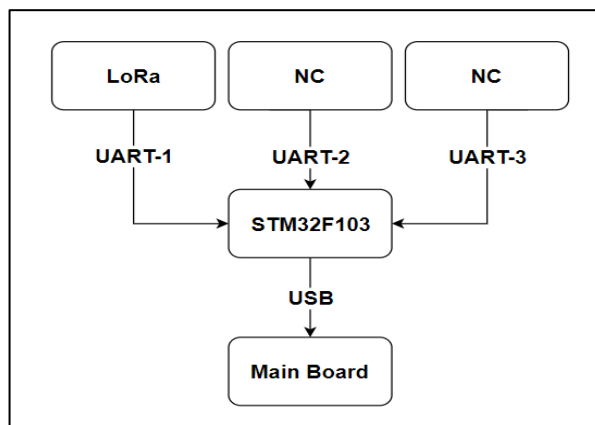 LoRa
NC
NC
UART-1
UART-2
UART-3
STM32F103
USB
Main Board